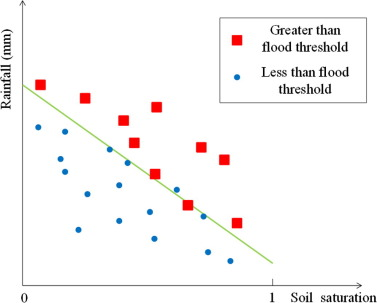 Rainfall (mm)
Greater than
flood threshold
Less than flood
threshold
0
1
Soil saturation